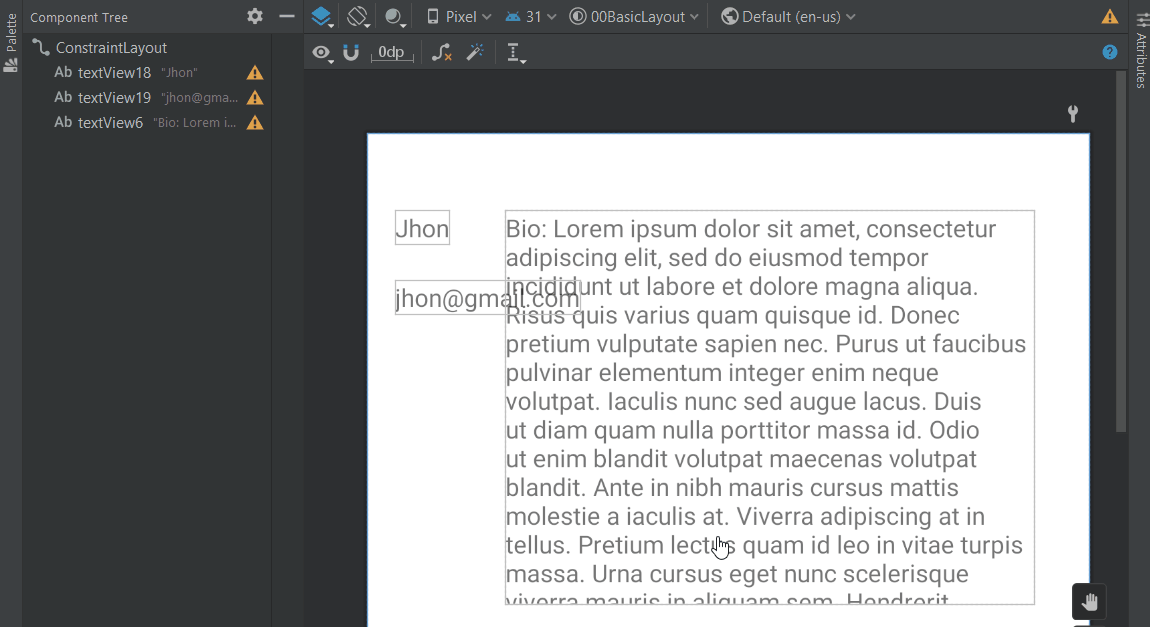 Palette
Component Tree
Pixel
31
00BasicLayout
Default (en-us)
ConstraintLayout
0dp
Ab textView18 "Jhon"
Ab textView19 "jhon@gma...
Ab textView6 "Bio: Lorem i...
Attributes
Jhon
jhon@gmail.com
Bio: Lorem ipsum dolor sit amet, consectetur
adipiscing elit, sed do eiusmod tempor
incididunt ut labore et dolore magna aliqua.
Risus quis varius quam quisque id. Donec
pretium vulputate sapien nec. Purus ut faucibus
pulvinar elementum integer enim neque
volutpat. Iaculis nunc sed augue lacus. Duis
ut diam quam nulla porttitor massa id. Odio
ut enim blandit volutpat maecenas volutpat
blandit. Ante in nibh mauris cursus mattis
molestie a iaculis at. Viverra adipiscing at in
tellus. Pretium lectus quam id leo in vitae turpis
massa. Urna cursus eget nunc scelerisque
viverra mauris in aliquam sem. Hendrerit